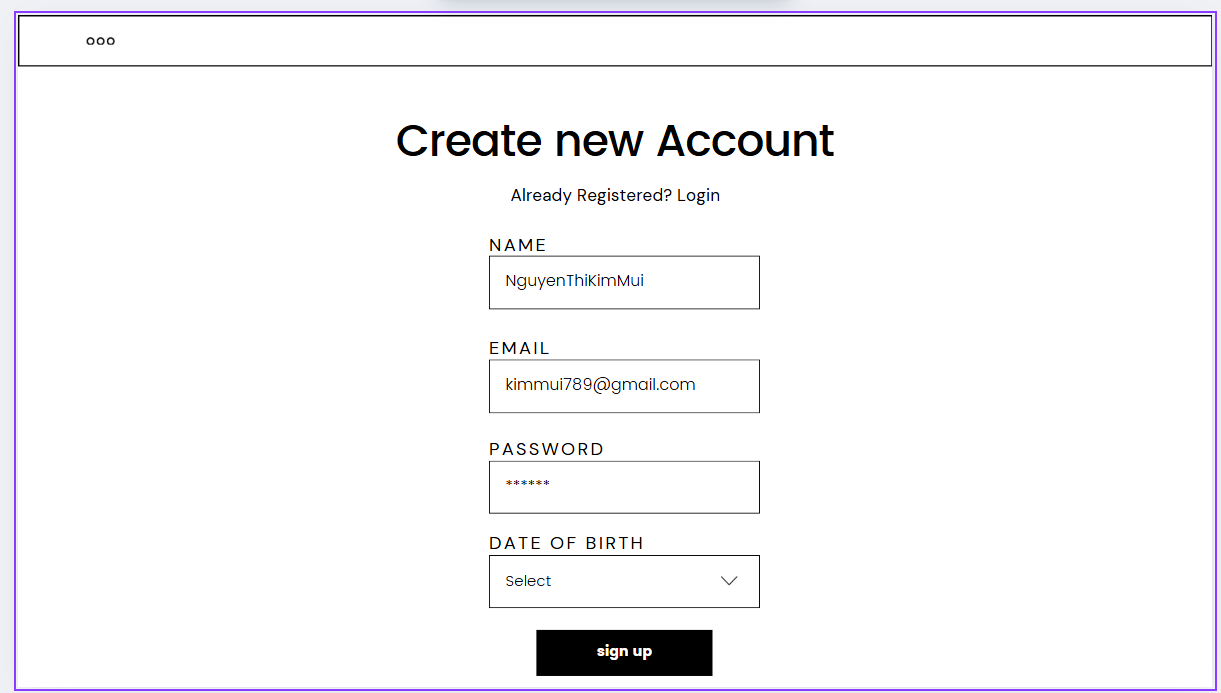 Create new Account
Already Registered? Login
NAME
NguyenThiKimMui
EMAIL
kimmui789@gmail.com
PASSWORD
******
DATE OF BIRTH
Select
sign up